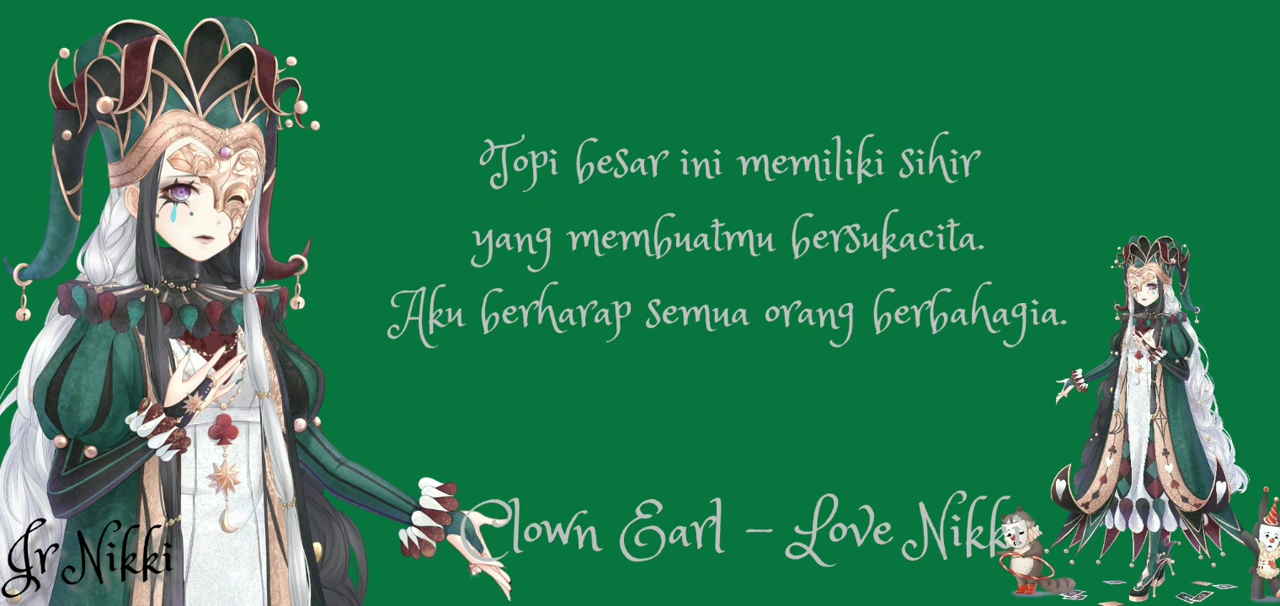 Topi besar ini memiliki sihir
yang membuatmu bersukacita.
Aku berharap semua orang berbahagia.
Clown Earl – Love Nikki
Jr Nikki